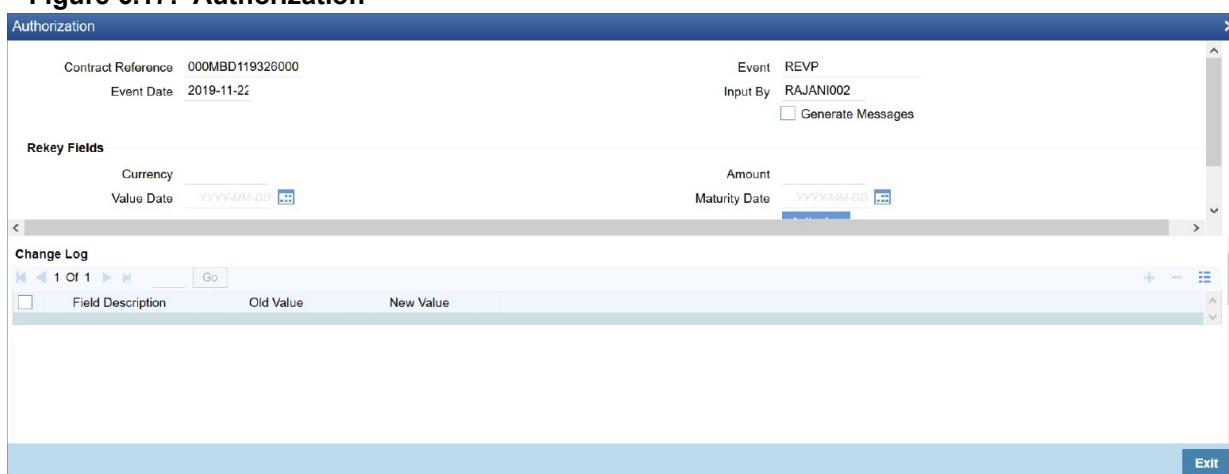 Authorization
Contract Reference 000MBD119326000 Event REVP
Event Date 2019-11-22 Input By RAJANI002
Generate Messages
Rekey Fields
Currency Amount
Value Date YYYY-MM-DD Maturity Date YYYY-MM-DD
Change Log
1 Of 1 Go
Field Description Old Value New Value
Exit